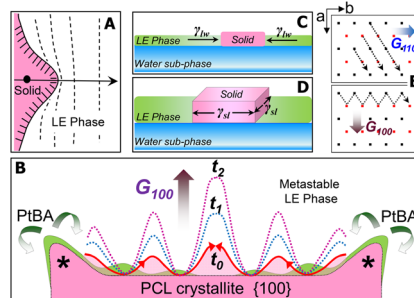 A
Solid
LE Phase
C
γlw
γlw
LE Phase
Solid
Water sub-phase
D
Solid
LE Phase
γsl
γsl
Water sub-phase
a
b
G110
E
G100
B
G100
t2
t1
t0
Metastable
LE Phase
PtBA
PtBA
*
*
PCL crystallite {100}